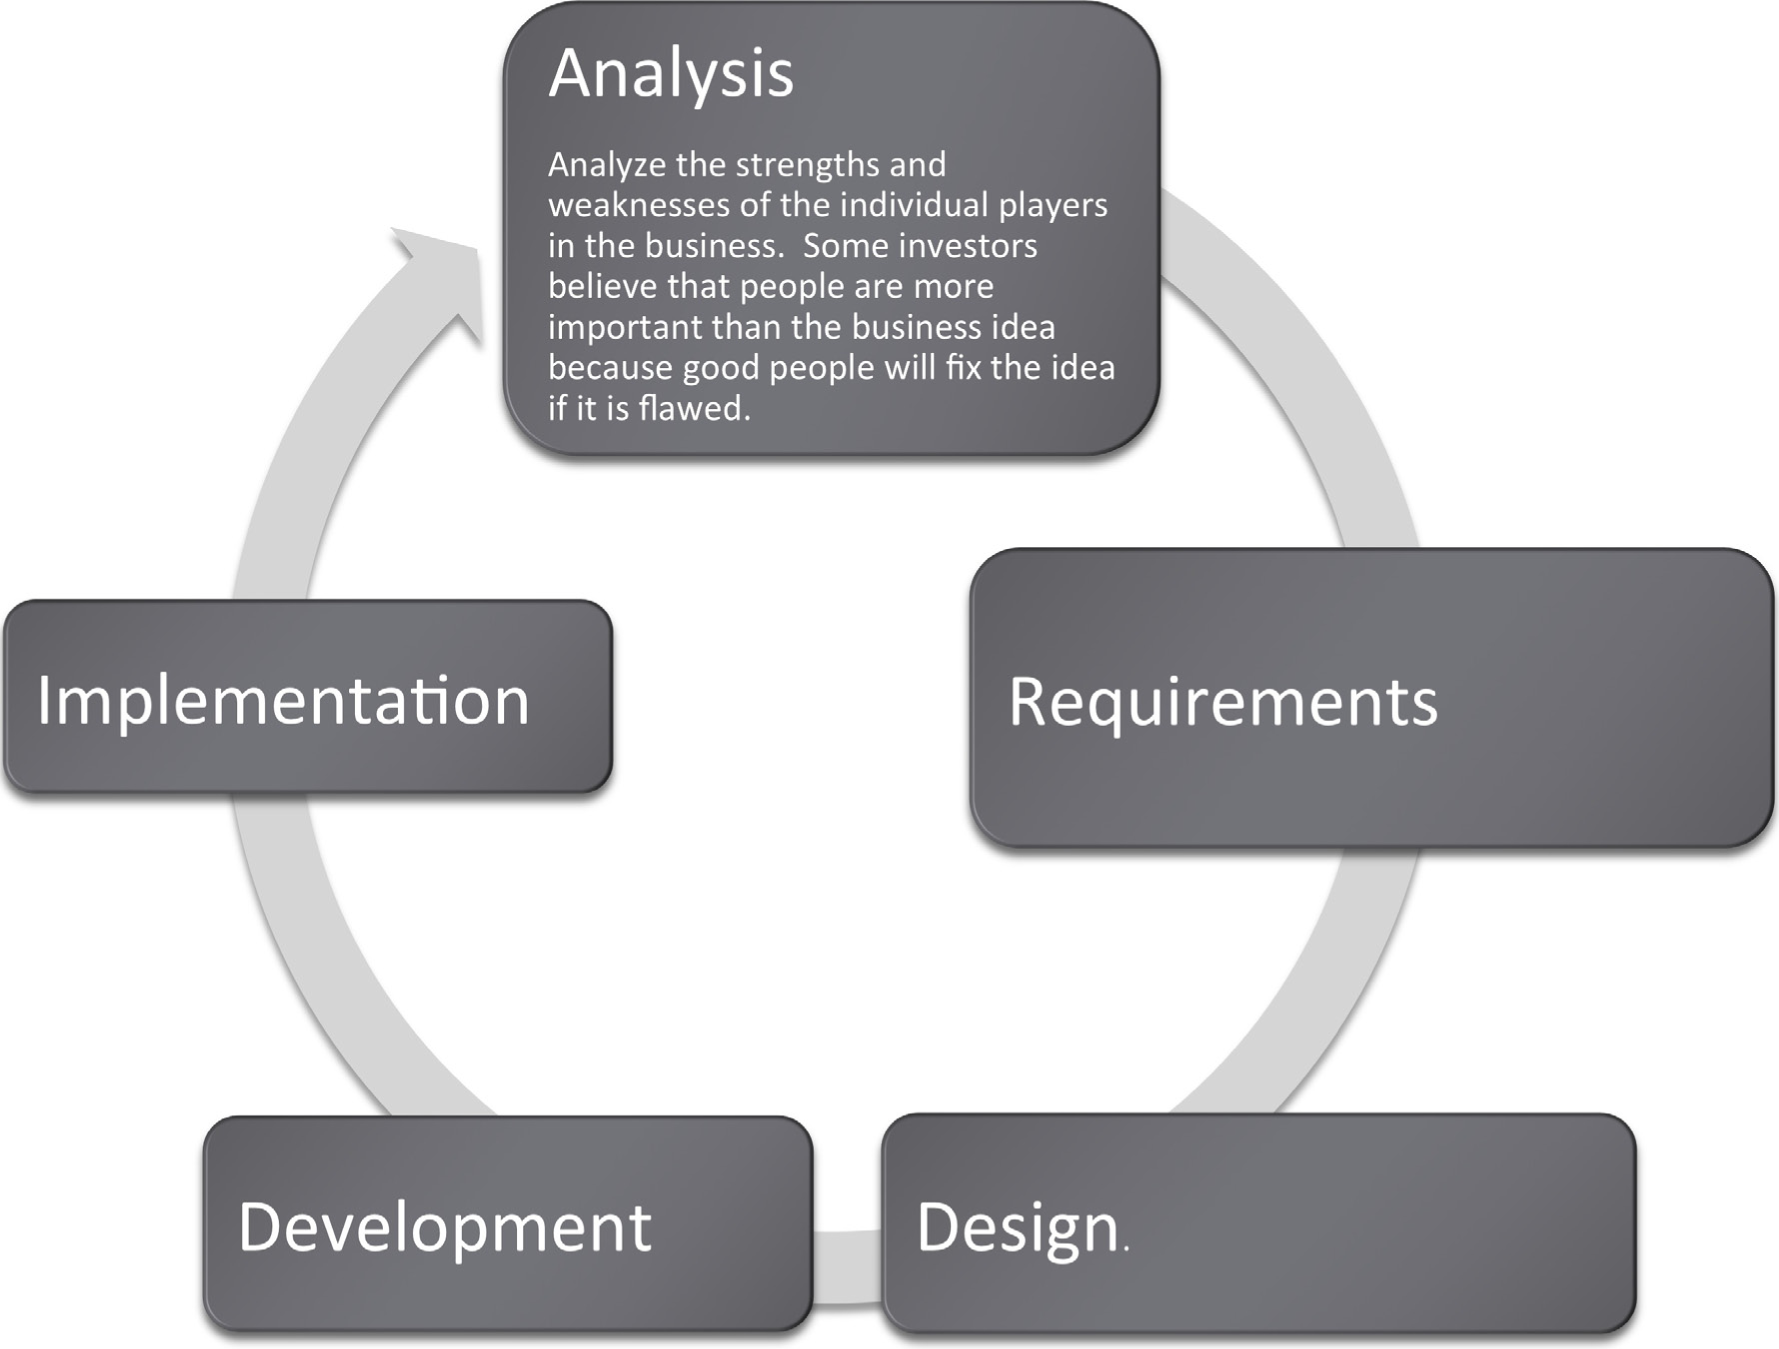 Analysis
Analyze the strengths and
weaknesses of the individual players
in the business.  Some investors
believe that people are more
important than the business idea
because good people will fix the idea
if it is flawed.
Requirements
Design.
Development
Implementation